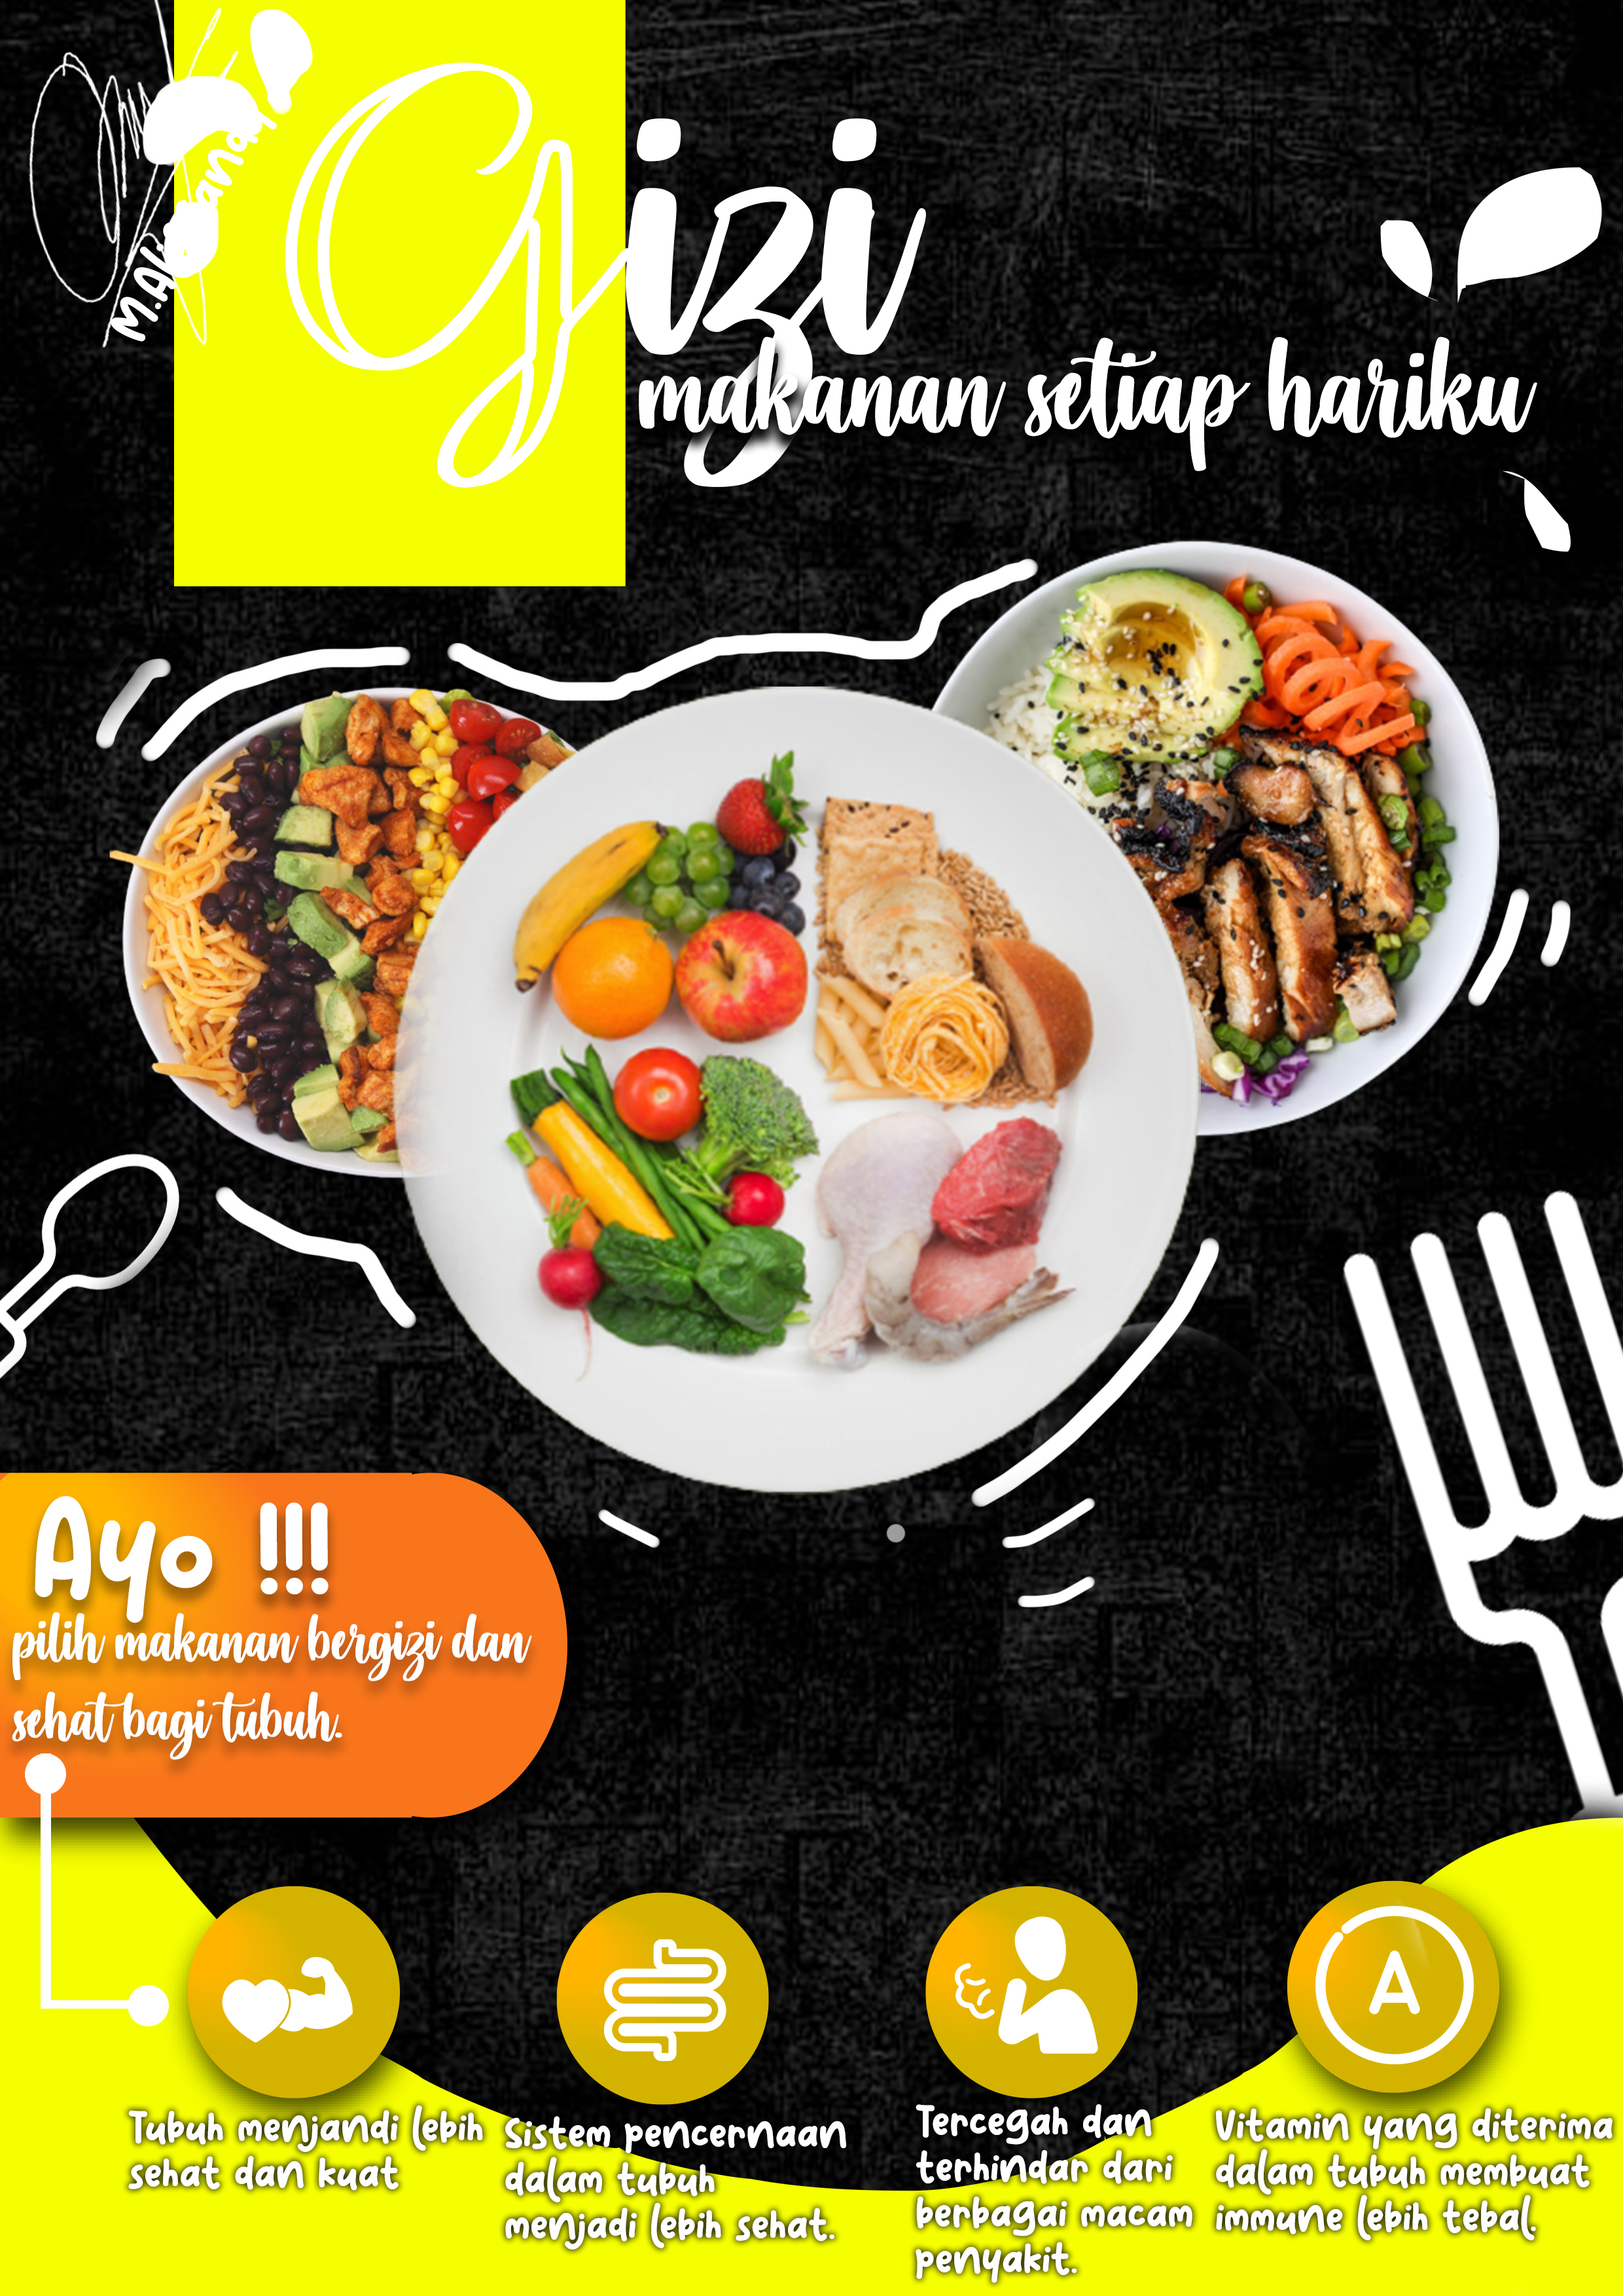 Gizi
makanan setiap hariku
Ayo !!!
pilih makanan bergizi dan
sehat bagi tubuh.
A
Tubuh menjandi lebih
sehat dan kuat
Sistem pencernaan
dalam tubuh
menjadi lebih sehat.
Tercegah dan
terhindar dari
berbagai macam
penyakit.
Vitamin yang diterima
dalam tubuh membuat
immune lebih tebal.